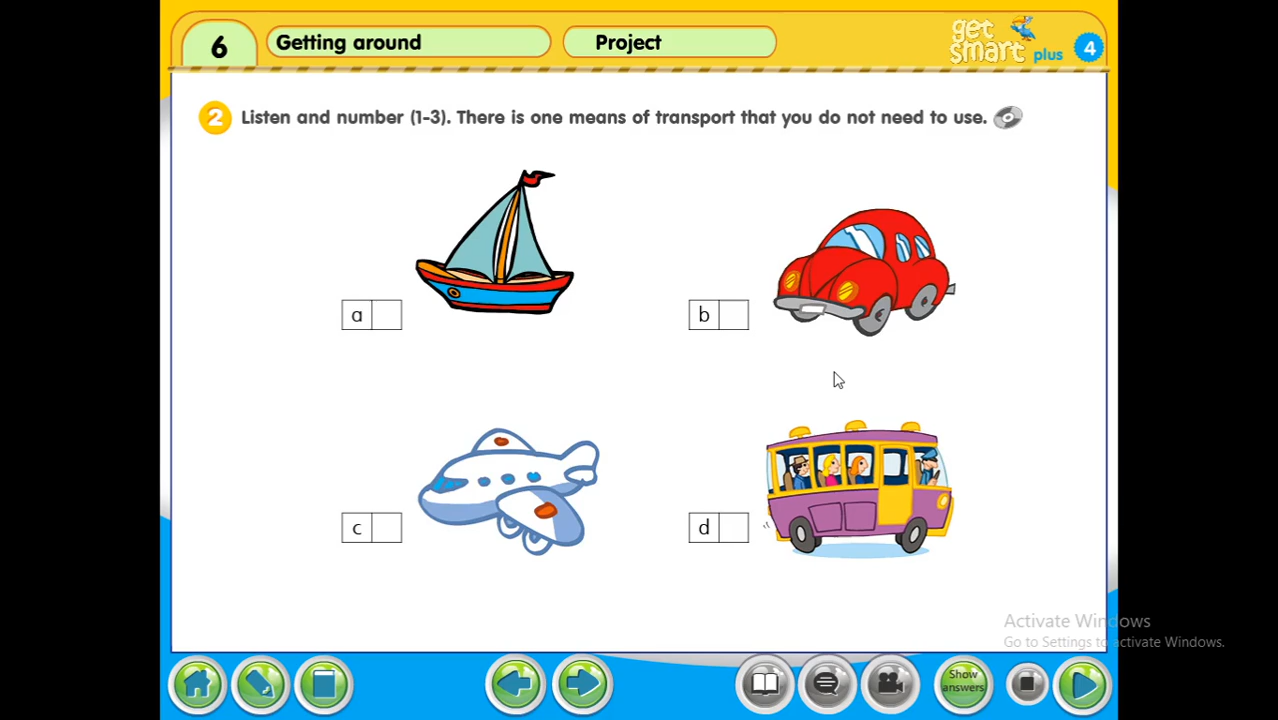 6
Getting around
Project
get smart plus 4
2 Listen and number (1-3). There is one means of transport that you do not need to use.
a
b
c
d
Activate Windows
Go to Settings to activate Windows.
Show answers